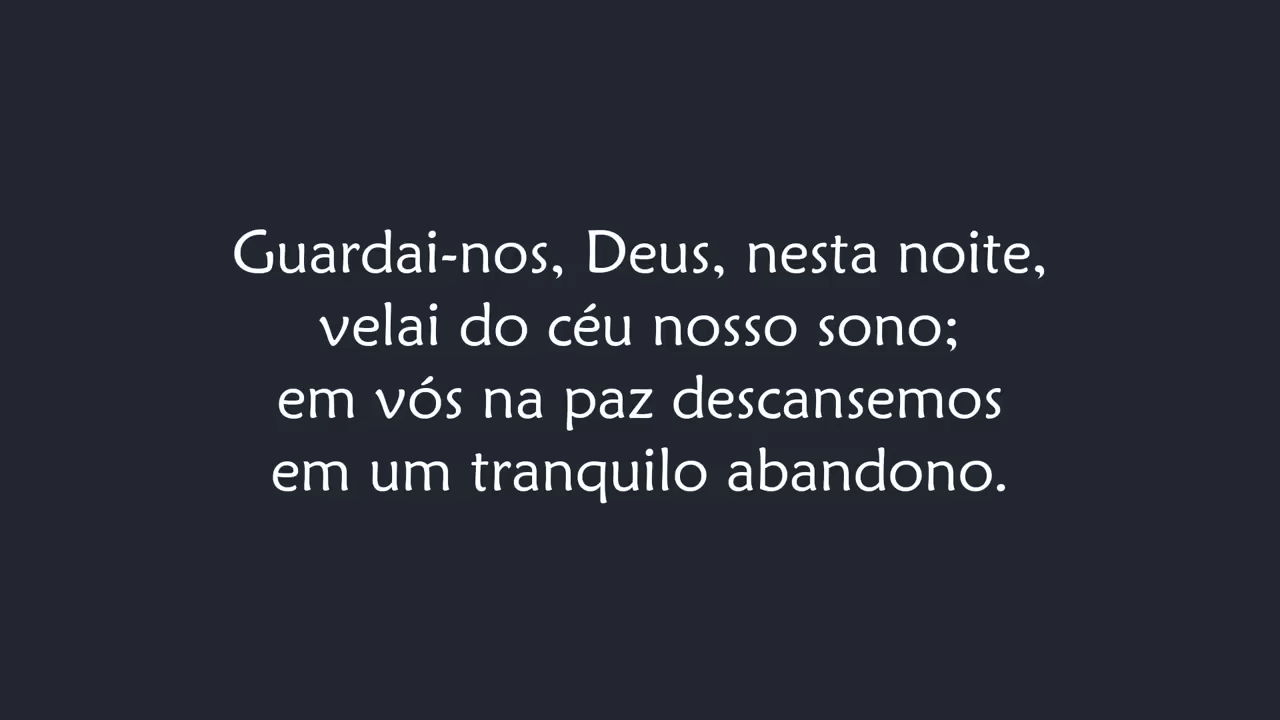 Guardai-nos, Deus, nesta noite,
velai do céu nosso sono;
em vós na paz descansemos
em um tranquilo abandono.